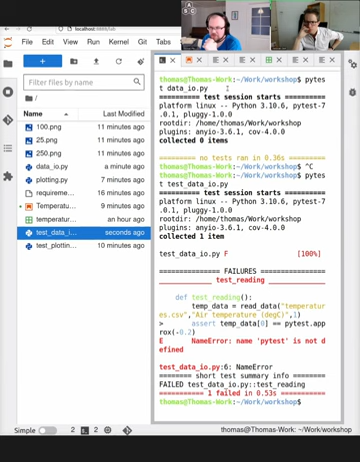 localhost:8888/lab
File Edit View Run Kernel Git Tabs
Filter files by name
/
Name Last Modified
100.png 11 minutes ago
25.png 11 minutes ago
250.png 11 minutes ago
data_io.py a minute ago
plotting.py 7 minutes ago
requireme... 16 minutes ago
Temperatu... 9 minutes ago
temperatur... an hour ago
test_data_i... seconds ago
test_plottin... 10 minutes ago
thomas@Thomas-Work:~/Work/workshop$ pytes
t data_io.py
========= test session starts ==========
platform linux -- Python 3.10.6, pytest-7
.0.1, pluggy-1.0.0
rootdir: /home/thomas/Work/workshop
plugins: anyio-3.6.1, cov-4.0.0
collected 0 items
======== no tests ran in 0.36s =========
thomas@Thomas-Work:~/Work/workshop$ ^C
thomas@Thomas-Work:~/Work/workshop$ pytes
t test_data_io.py
========= test session starts ==========
platform linux -- Python 3.10.6, pytest-7
.0.1, pluggy-1.0.0
rootdir: /home/thomas/Work/workshop
plugins: anyio-3.6.1, cov-4.0.0
collected 1 item
test_data_io.py F [100%]
=============== FAILURES ===============
_____________ test_reading _____________
def test_reading():
temp_data = read_data("temperatur
es.csv","Air temperature (degC)",1)
> assert temp_data[0] == pytest.app
rox(-0.2)
E NameError: name 'pytest' is not d
efined
test_data_io.py:6: NameError
======== short test summary info ========
FAILED test_data_io.py::test_reading
========== 1 failed in 0.53s ===========
thomas@Thomas-Work:~/Work/workshop$
Simple 2 2 thomas@Thomas-Work: ~/Work/workshop